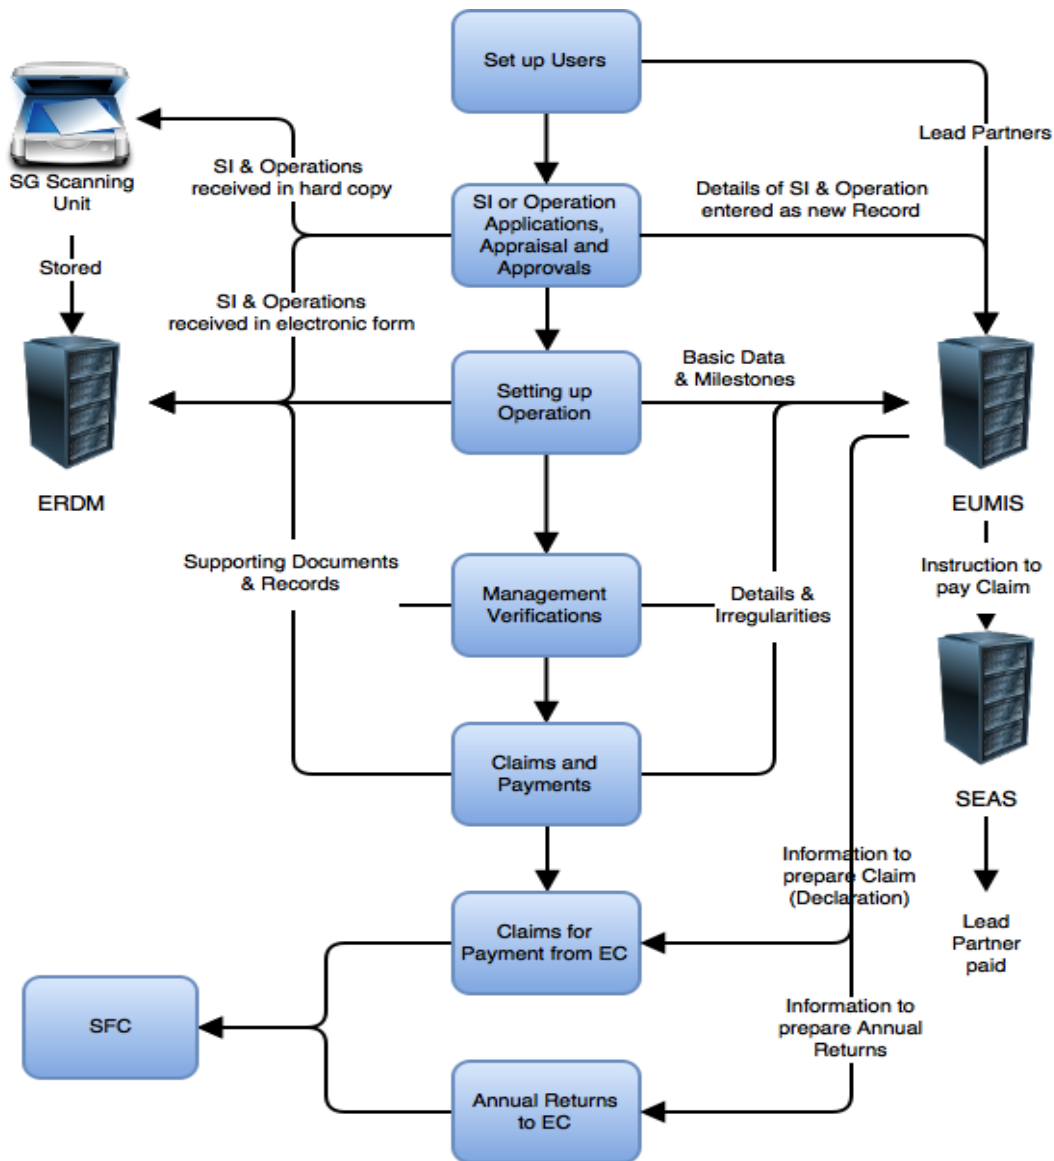 Set up Users
Lead Partners
SG Scanning
Unit
SI & Operations
received in hard copy
SI or Operation
Applications,
Appraisal and
Approvals
Details of SI & Operation
entered as new Record
Stored
SI & Operations
received in electronic form
Setting up
Operation
Basic Data
& Milestones
ERDM
EUMIS
Supporting Documents
& Records
Management
Verifications
Details &
Irregularities
Instruction to
pay Claim
Claims and
Payments
SEAS
Information to
prepare Claim
(Declaration)
Claims for
Payment from EC
Lead
Partner
paid
SFC
Information to
prepare Annual
Returns
Annual Returns
to EC